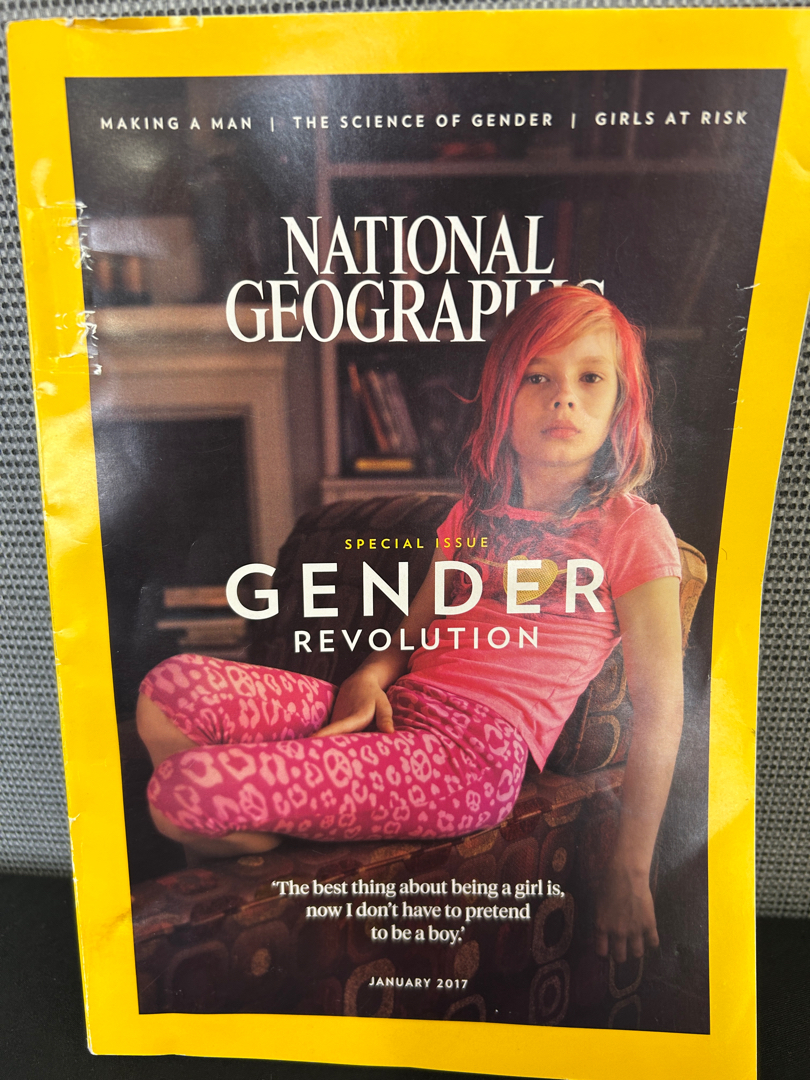 MAKING A MAN | THE SCIENCE OF GENDER | GIRLS AT RISK
NATIONAL
GEOGRAPHIC
SPECIAL ISSUE
GENDER
REVOLUTION
‘The best thing about being a girl is,
now I don’t have to pretend
to be a boy.’
JANUARY 2017